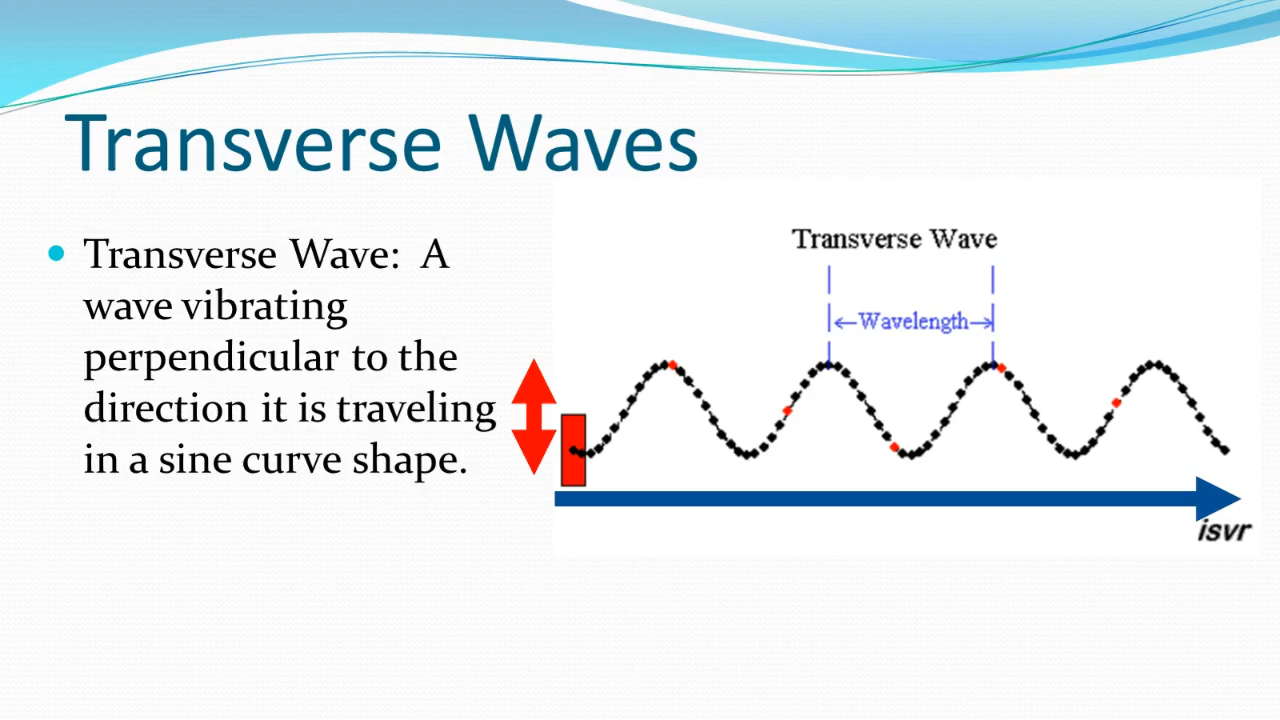 Transverse Waves
• Transverse Wave: A
wave vibrating
perpendicular to the
direction it is traveling
in a sine curve shape.
Transverse Wave
Wavelength
isvr